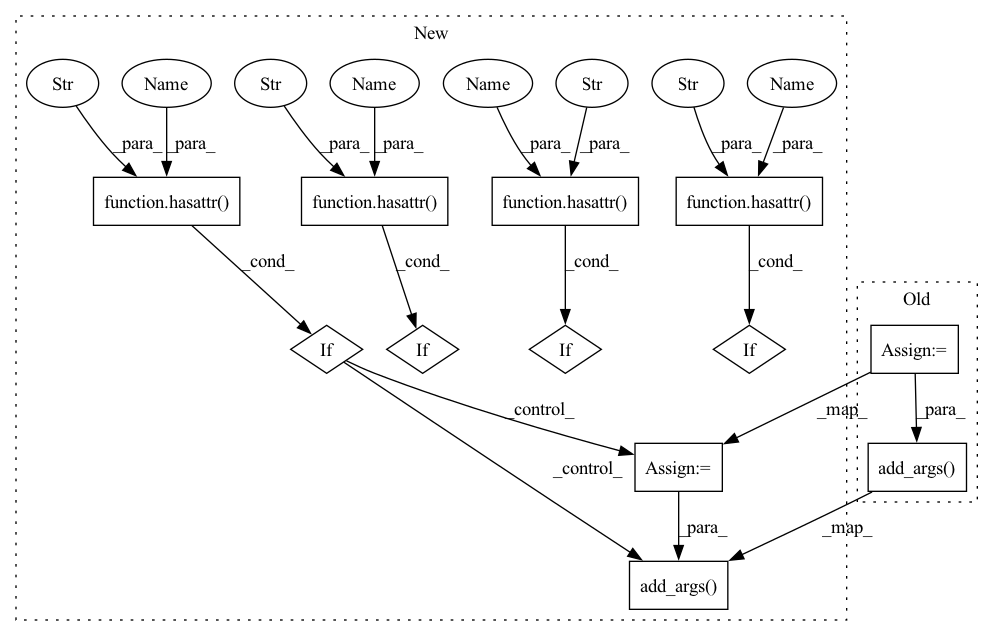 New
Str Name Str Name Name Str Str Name
_para_ _para_ _para_ _para_ _para_ _para_ _para_ _para_
function.hasattr() function.hasattr() function.hasattr() function.hasattr()
_cond_ _cond_ _cond_ _cond_
Old
If If If If Assign:=
_control_ _map_ _para_
_control_ Assign:= add_args()
_para_ _map_
add_args()